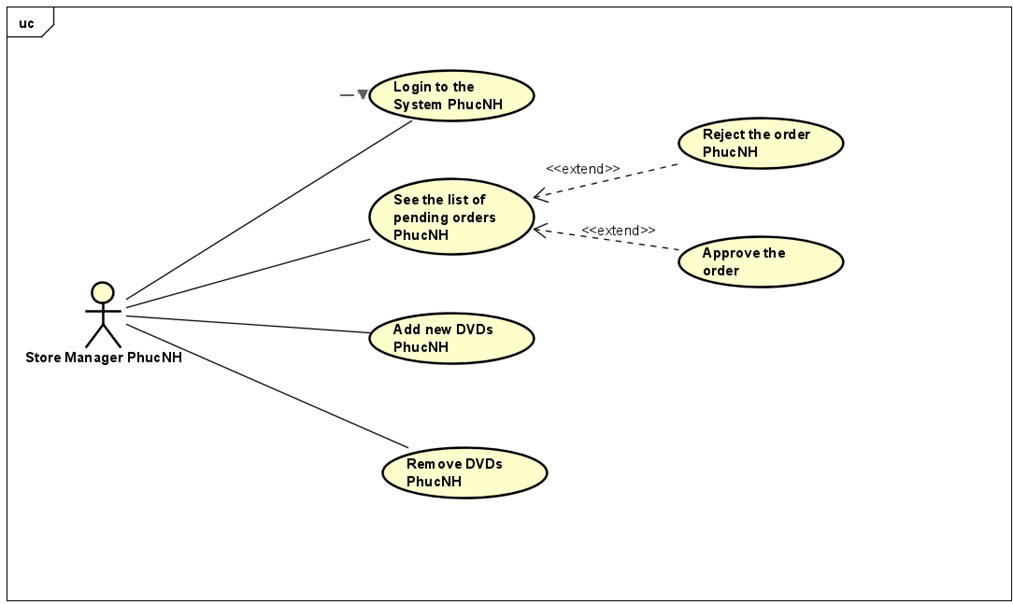 uc
Login to the
System PhucNH
Reject the order
PhucNH
<<extend>>
See the list of
pending orders
PhucNH
<<extend>>
Approve the
order
Add new DVDs
PhucNH
Store Manager PhucNH
Remove DVDs
PhucNH